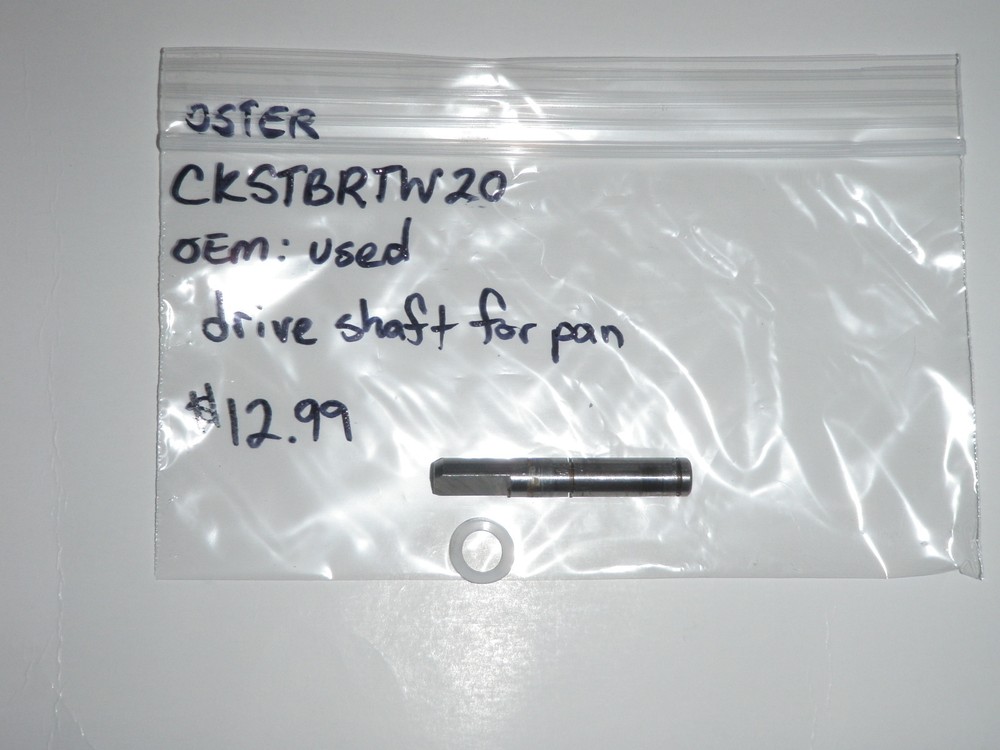 OSTER
CKSTBRTW20
OEM: used
drive shaft for pan
$12.99